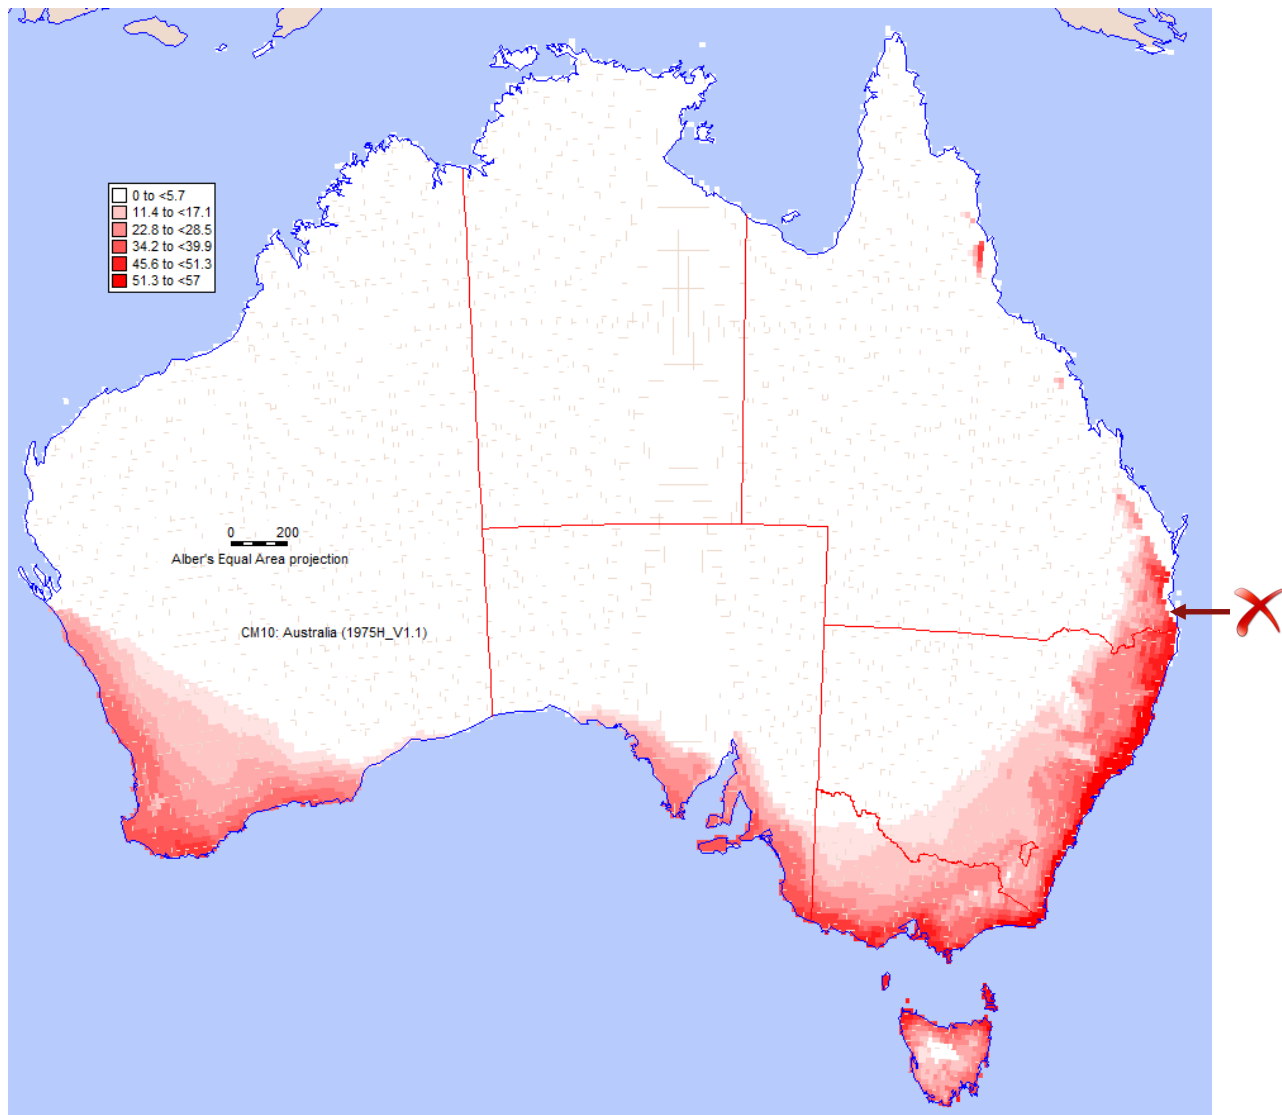 0 to <5.7
11.4 to <17.1
22.8 to <28.5
34.2 to <39.9
45.6 to <51.3
51.3 to <57
0 200
Alber's Equal Area projection
CM10: Australia (1975H_V1.1)